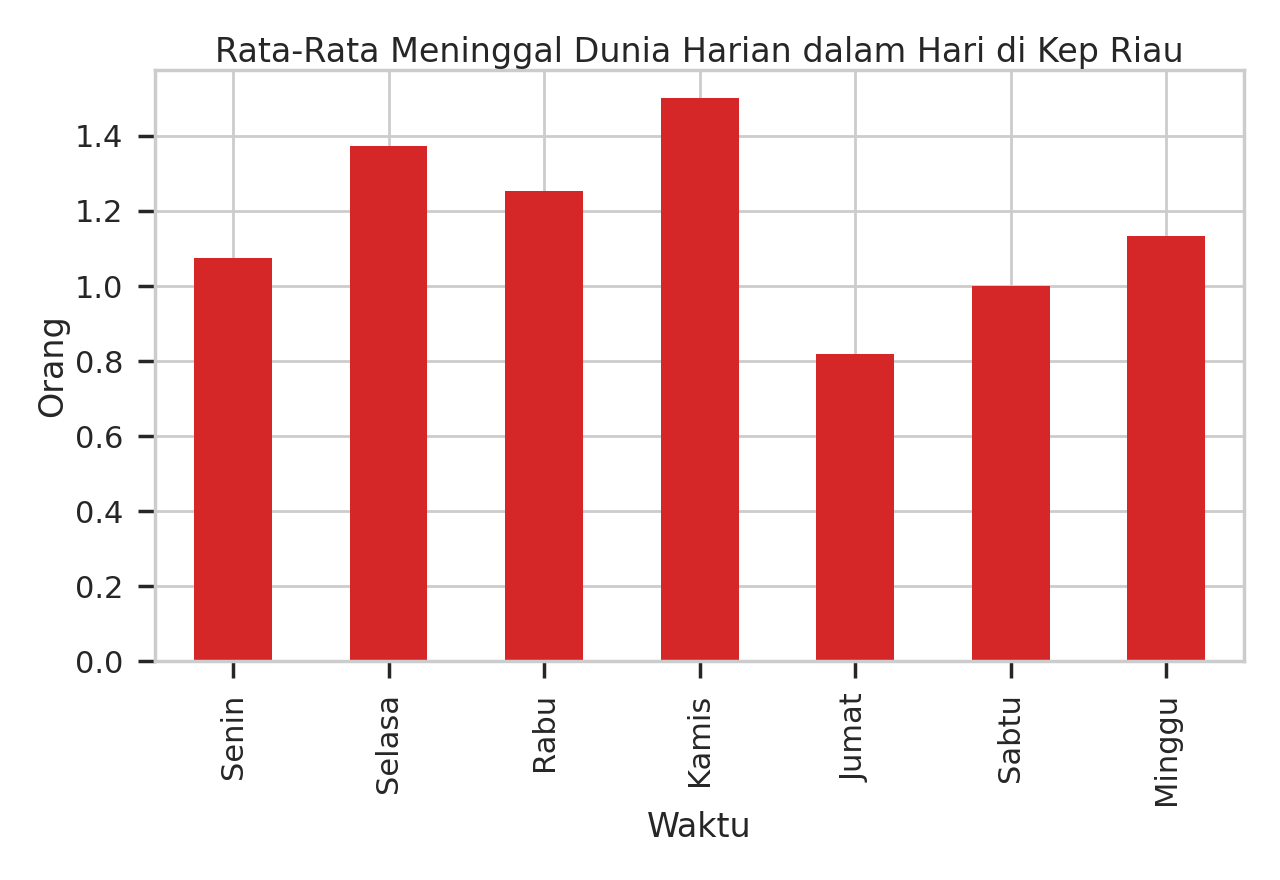 Rata-Rata Meninggal Dunia Harian dalam Hari di Kep Riau
Orang
1.4
1.2
1.0
0.8
0.6
0.4
0.2
0.0
Senin
Selasa
Rabu
Kamis
Jumat
Sabtu
Minggu
Waktu